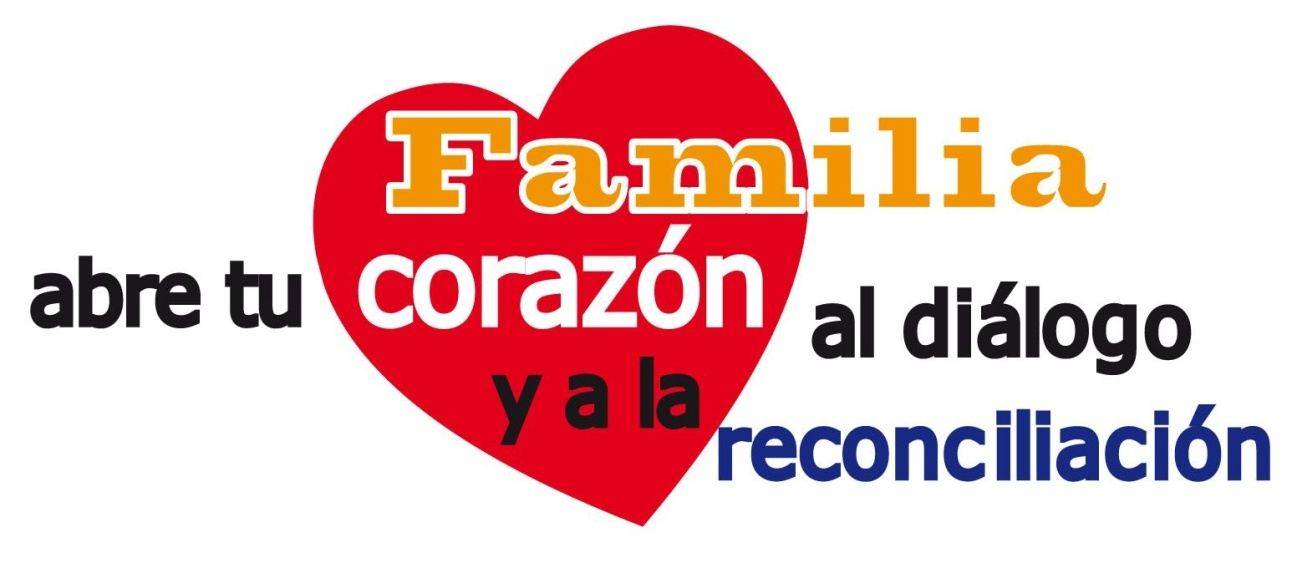 Familia
abre tu corazón al diálogo
y a la reconciliación